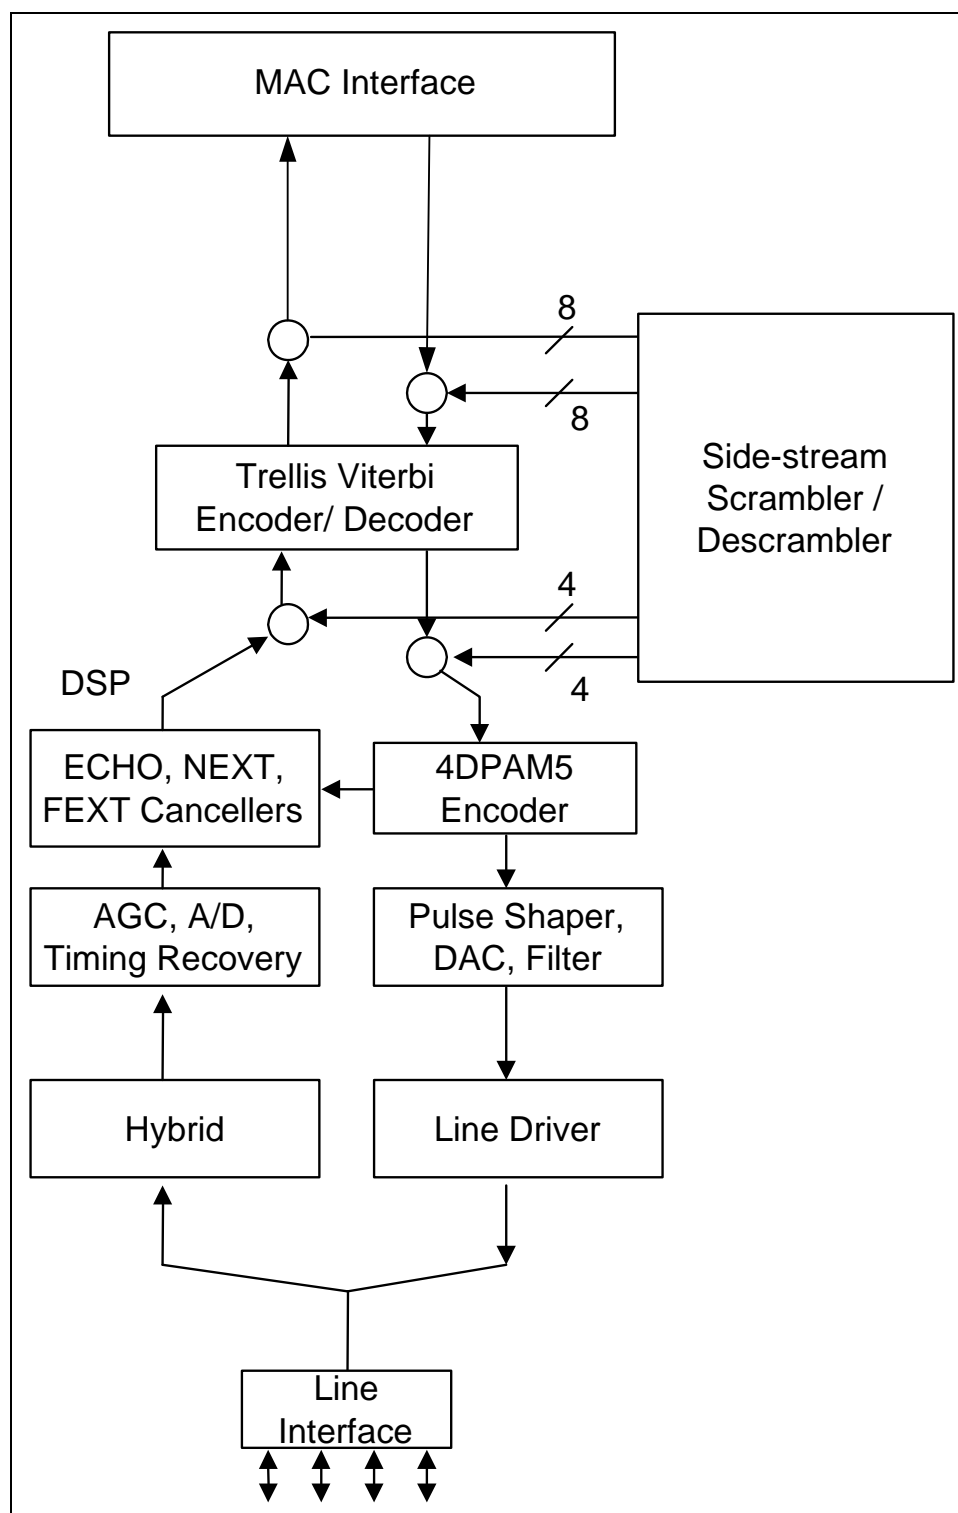 MAC Interface
8
8
Side-stream
Scrambler /
Descrambler
Trellis Viterbi
Encoder/ Decoder
4
4
DSP
ECHO, NEXT,
FEXT Cancellers
4DPAM5
Encoder
AGC, A/D,
Timing Recovery
Pulse Shaper,
DAC, Filter
Hybrid
Line Driver
Line
Interface